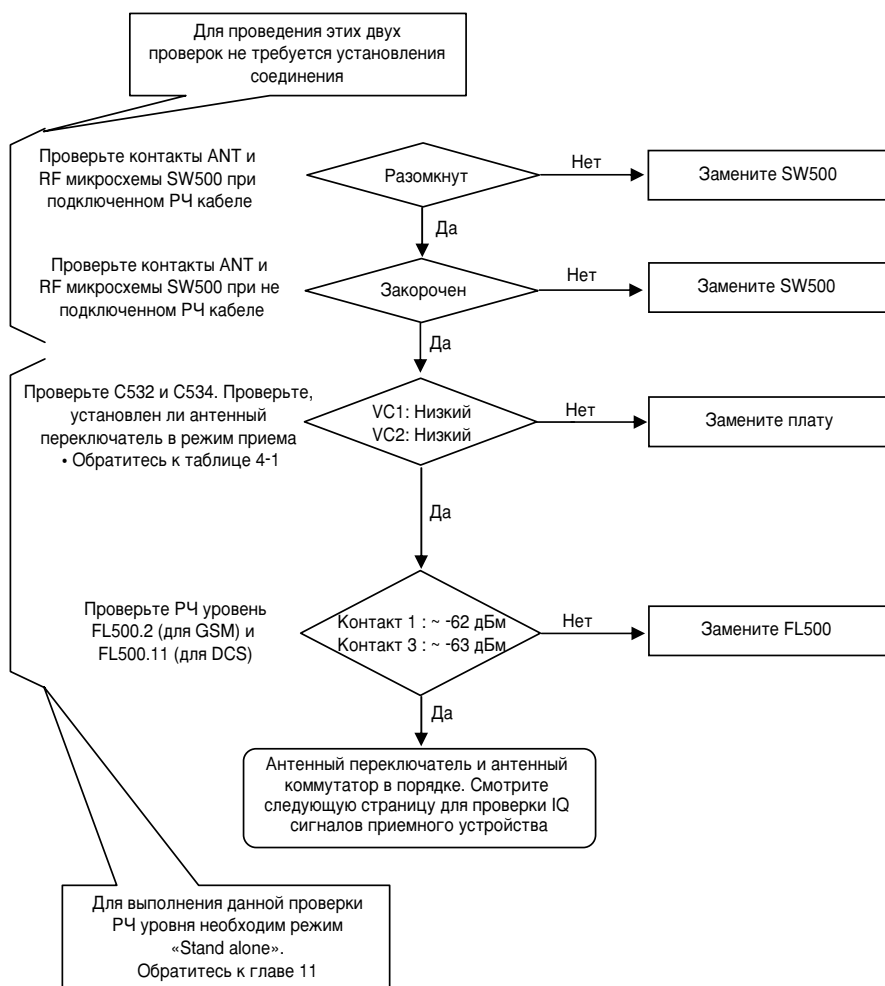 Для проведения этих двух
проверок не требуется установления
соединения
Проверьте контакты ANT и
RF микросхемы SW500 при
подключенном РЧ кабеле
Разомкнут
Нет
Замените SW500
Да
Проверьте контакты ANT и
RF микросхемы SW500 при не
подключенном РЧ кабеле
Закорочен
Нет
Замените SW500
Да
Проверьте C532 и C534. Проверьте,
установлен ли антенный
переключатель в режим приема
• Обратитесь к таблице 4-1
VC1: Низкий
VC2: Низкий
Нет
Замените плату
Да
Проверьте РЧ уровень
FL500.2 (для GSM) и
FL500.11 (для DCS)
Контакт 1 : ~ -62 дБм
Контакт 3 : ~ -63 дБм
Нет
Замените FL500
Да
Антенный переключатель и антенный
коммутатор в порядке. Смотрите
следующую страницу для проверки IQ
сигналов приемного устройства
Для выполнения данной проверки
РЧ уровня необходим режим
«Stand alone».
Обратитесь к главе 11